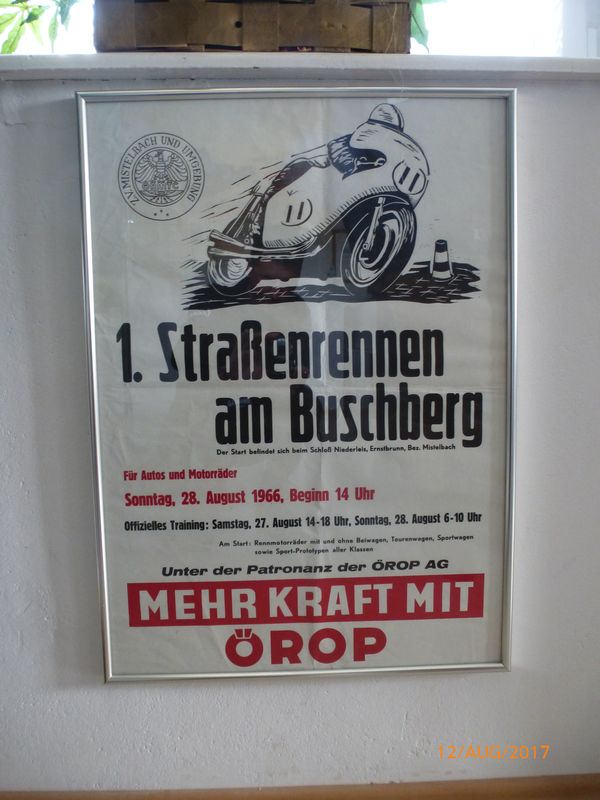 ZV. MISTELBACH UND UMGEBUNG
11
11
1. Straßenrennen
am Buschberg
Der Start befindet sich beim Schloß Niederleis, Ernstbrunn, Bez. Mistelbach
Für Autos und Motorräder
Sonntag, 28. August 1966, Beginn 14 Uhr
Offizielles Training: Samstag, 27. August 14-18 Uhr, Sonntag, 28. August 6-10 Uhr
Am Start: Rennmotorräder mit und ohne Beiwagen, Tourenwagen, Sportwagen
sowie Sport-Prototypen aller Klassen
Unter der Patronanz der ÖROP AG
MEHR KRAFT MIT
ÖROP
12/AUG/2017